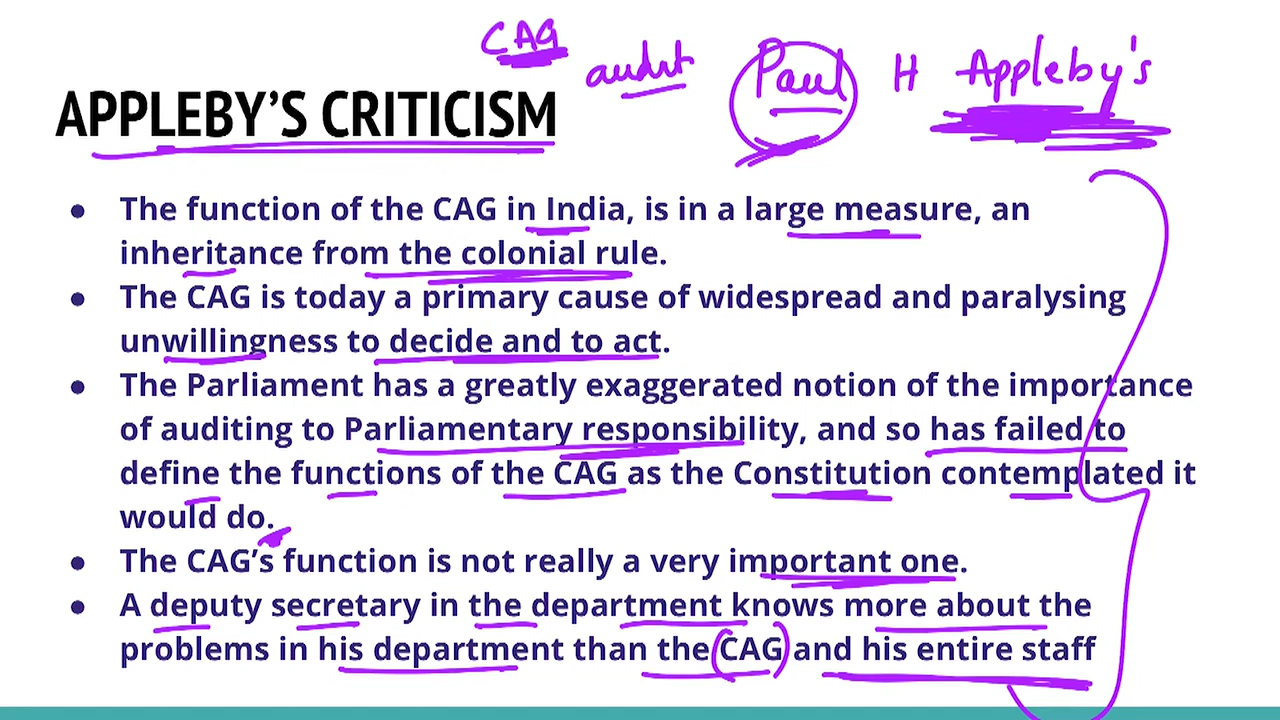 CAG
audit Paul H Appleby's
APPLEBY’S CRITICISM
● The function of the CAG in India, is in a large measure, an
inheritance from the colonial rule.
● The CAG is today a primary cause of widespread and paralysing
unwillingness to decide and to act.
● The Parliament has a greatly exaggerated notion of the importance
of auditing to Parliamentary responsibility, and so has failed to
define the functions of the CAG as the Constitution contemplated it
would do.
● The CAG’s function is not really a very important one.
● A deputy secretary in the department knows more about the
problems in his department than the CAG and his entire staff